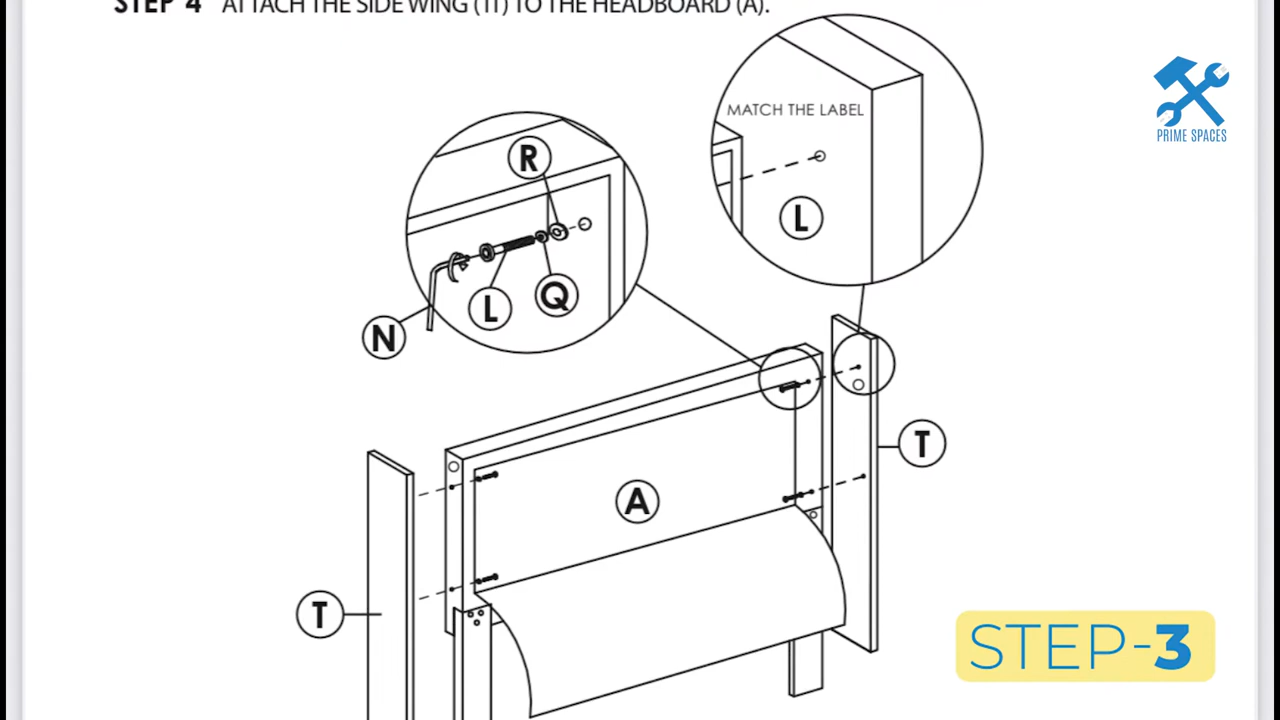 STEP 4 ATTACH THE SIDE WING (T) TO THE HEADBOARD (A).
MATCH THE LABEL
PRIME SPACES
R
L
L
Q
N
T
A
T
STEP-3